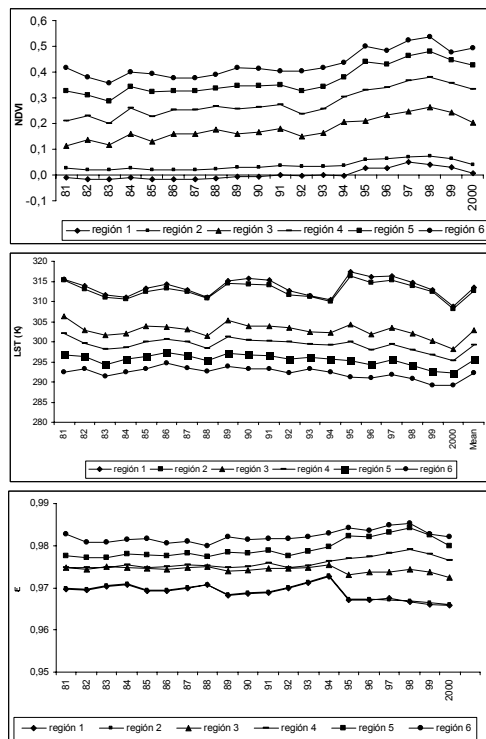 0,6
0,5
0,4
0,3
0,2
0,1
0,0
-0,1
NDVI
81 82 83 84 85 86 87 88 89 90 91 92 93 94 95 96 97 98 99 2000
región 1 región 2 región 3 región 4 región 5 región 6
320
315
310
305
300
295
290
285
280
LST (K)
81 82 83 84 85 86 87 88 89 90 91 92 93 94 95 96 97 98 99 2000 Mean
región 1 región 2 región 3 región 4 región 5 región 6
0,99
0,98
0,97
0,96
0,95
ε
81 82 83 84 85 86 87 88 89 90 91 92 93 94 95 96 97 98 99 2000
región 1 región 2 región 3 región 4 región 5 región 6